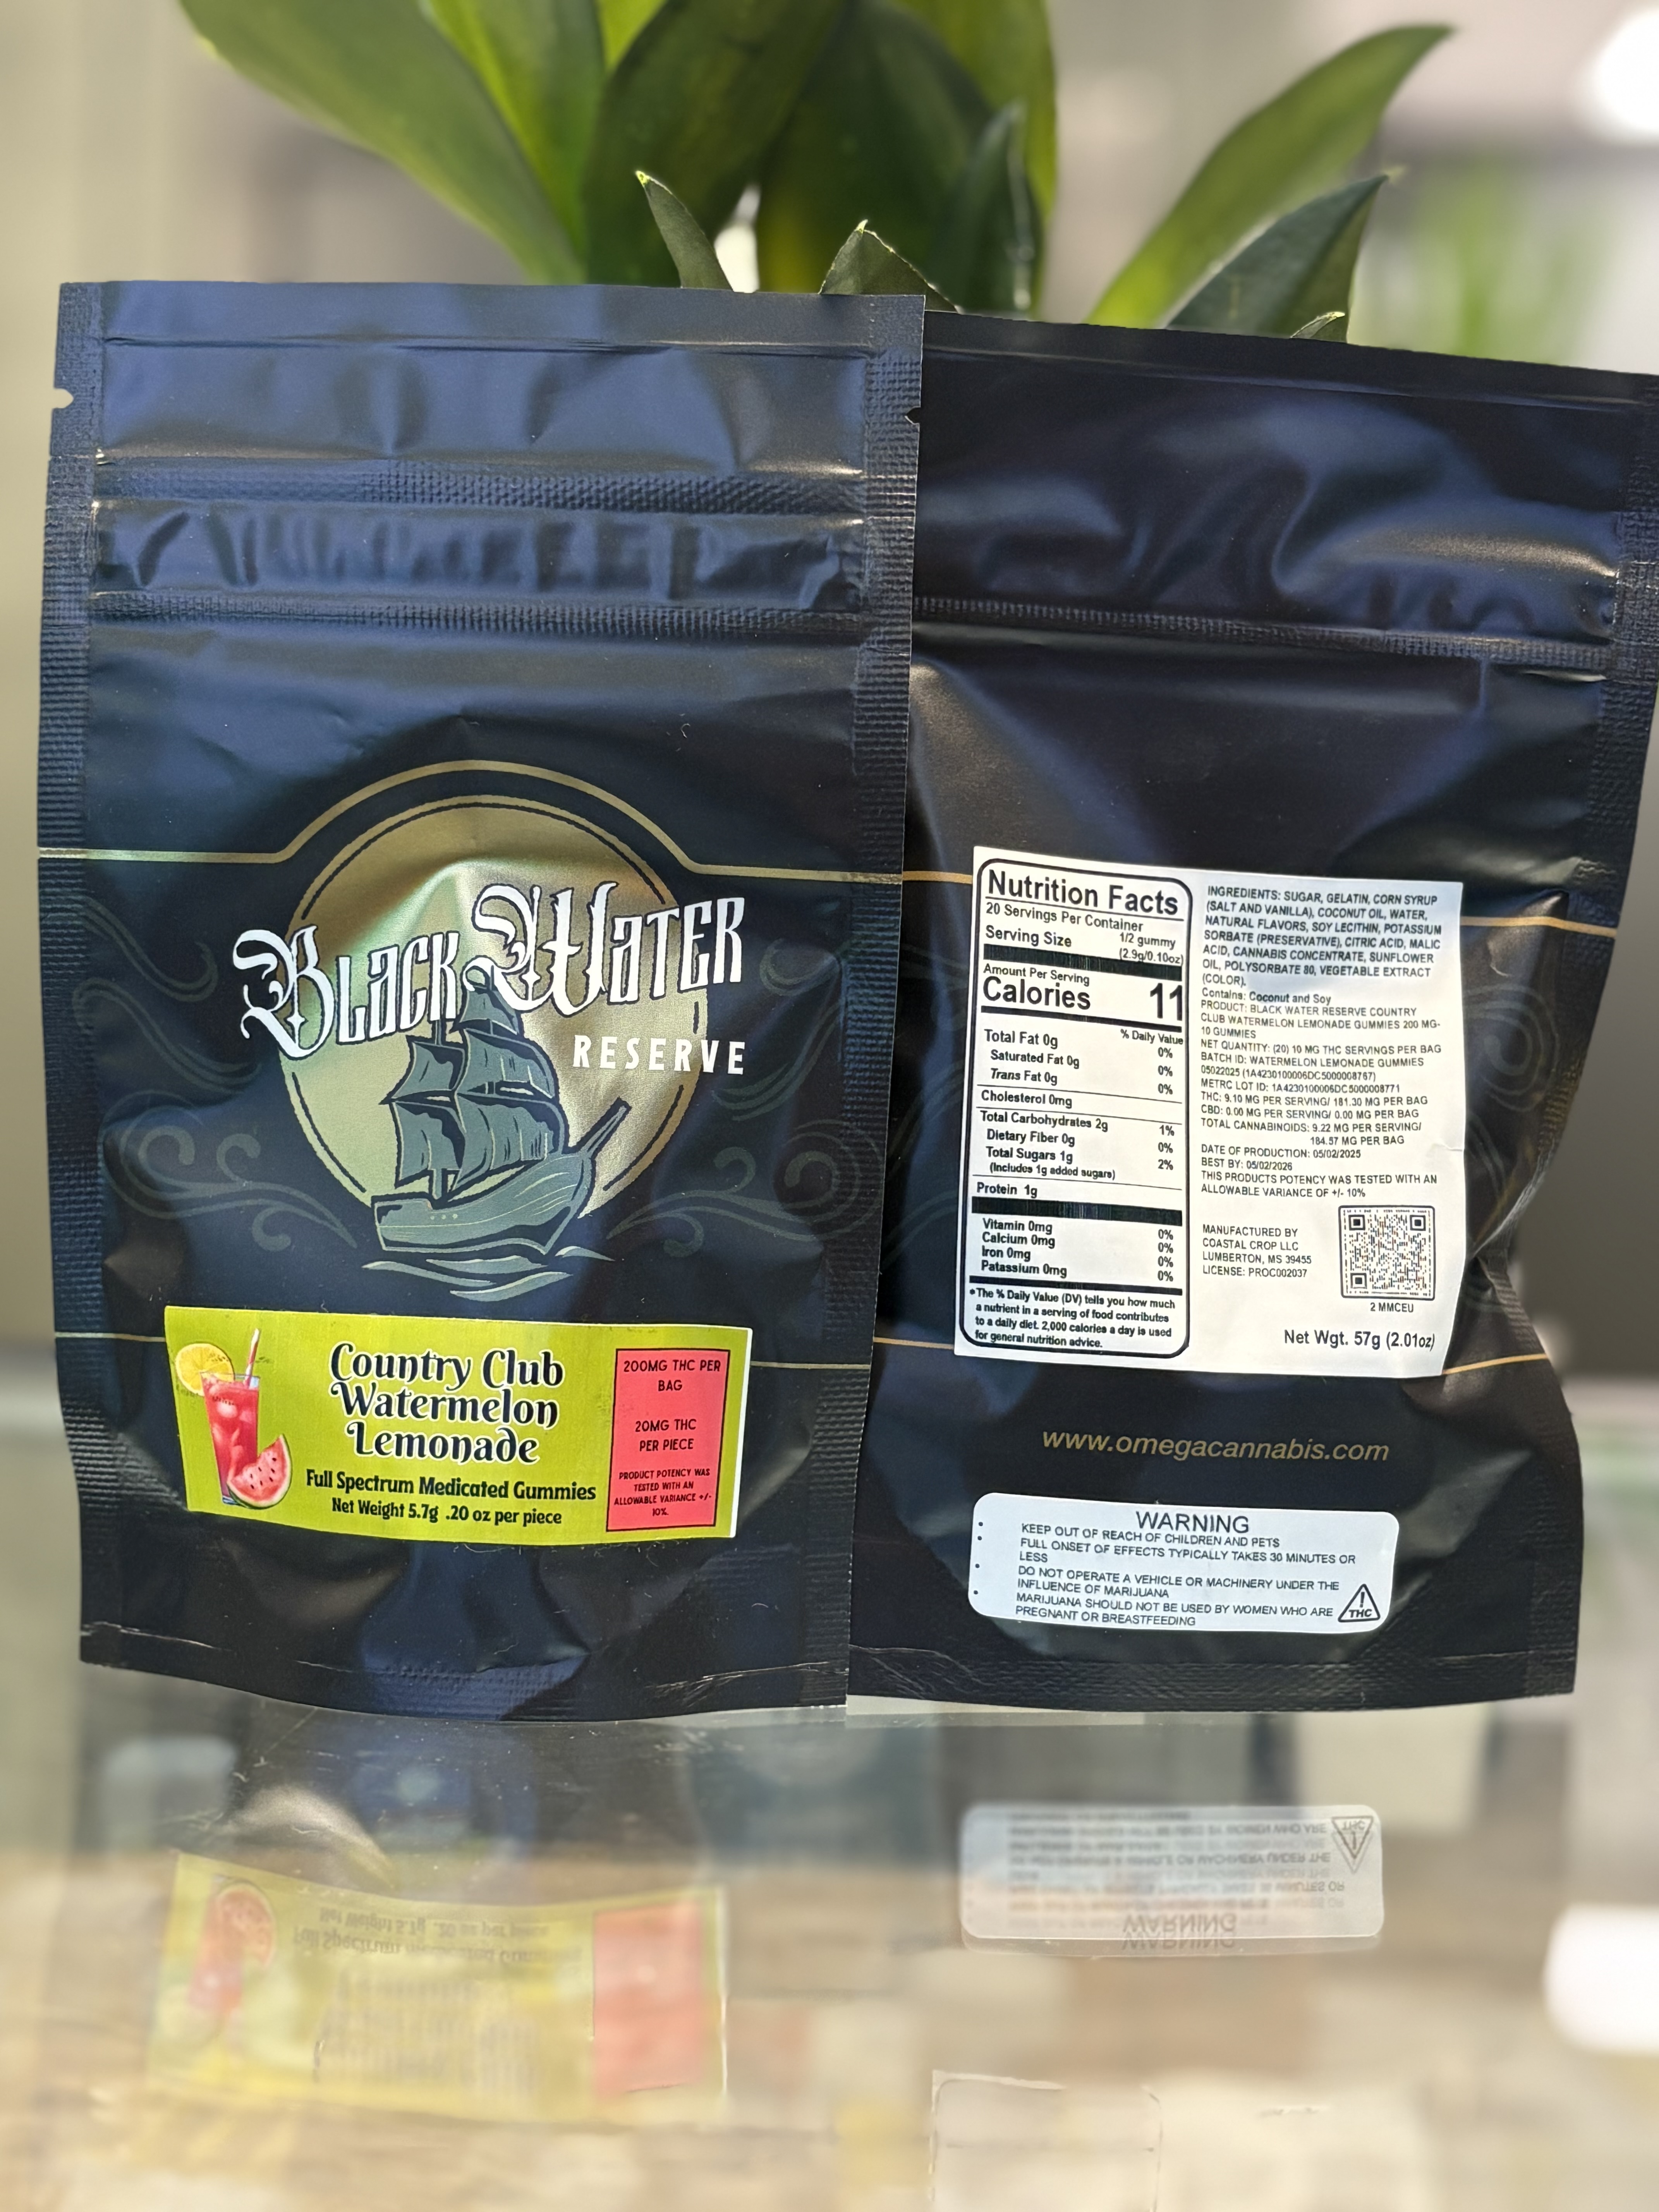 Black Water
RESERVE
Country Club
Watermelon
Lemonade
Full Spectrum Medicated Gummies
Net Weight 5.7g .20 oz per piece
200MG THC PER
BAG
20MG THC
PER PIECE
PRODUCT POTENCY WAS
TESTED WITH AN
ALLOWABLE VARIANCE +/-
10%
Nutrition Facts
20 Servings Per Container
Serving Size 1/2 gummy
(2.9g/0.10oz)
Amount Per Serving
Calories 11
% Daily Value
Total Fat 0g 0%
Saturated Fat 0g 0%
Trans Fat 0g
Cholesterol 0mg 0%
Total Carbohydrates 2g 1%
Dietary Fiber 0g 0%
Total Sugars 1g 2%
(Includes 1g added sugars)
Protein 1g
Vitamin 0mg 0%
Calcium 0mg 0%
Iron 0mg 0%
Patassium 0mg 0%
*The % Daily Value (DV) tells you how much
a nutrient in a serving of food contributes
to a daily diet. 2,000 calories a day is used
for general nutrition advice.
INGREDIENTS: SUGAR, GELATIN, CORN SYRUP
(SALT AND VANILLA), COCONUT OIL, WATER,
NATURAL FLAVORS, SOY LECITHIN, POTASSIUM
SORBATE (PRESERVATIVE), CITRIC ACID, MALIC
ACID, CANNABIS CONCENTRATE, SUNFLOWER
OIL, POLYSORBATE 80, VEGETABLE EXTRACT
(COLOR).
Contains: Coconut and Soy
PRODUCT: BLACK WATER RESERVE COUNTRY
CLUB WATERMELON LEMONADE GUMMIES 200 MG-
10 GUMMIES
NET QUANTITY: (20) 10 MG THC SERVINGS PER BAG
BATCH ID: WATERMELON LEMONADE GUMMIES
05022025 (1A4230100006DC5000008767)
METRC LOT ID: 1A4230100006DC5000008771
THC: 9.10 MG PER SERVING/ 181.30 MG PER BAG
CBD: 0.00 MG PER SERVING/ 0.00 MG PER BAG
TOTAL CANNABINOIDS: 9.22 MG PER SERVING/
184.57 MG PER BAG
DATE OF PRODUCTION: 05/02/2025
BEST BY: 05/02/2026
THIS PRODUCTS POTENCY WAS TESTED WITH AN
ALLOWABLE VARIANCE OF +/- 10%
MANUFACTURED BY
COASTAL CROP LLC
LUMBERTON, MS 39455
LICENSE: PROC002037
2 MMCEU
Net Wgt. 57g (2.01oz)
www.omegacannabis.com
WARNING
• KEEP OUT OF REACH OF CHILDREN AND PETS
• FULL ONSET OF EFFECTS TYPICALLY TAKES 30 MINUTES OR
LESS
• DO NOT OPERATE A VEHICLE OR MACHINERY UNDER THE
INFLUENCE OF MARIJUANA
• MARIJUANA SHOULD NOT BE USED BY WOMEN WHO ARE
PREGNANT OR BREASTFEEDING
THC